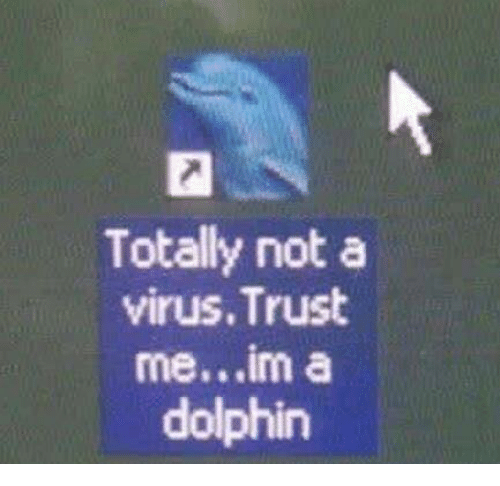 Totally not a
virus.Trust
me...im a
dolphin